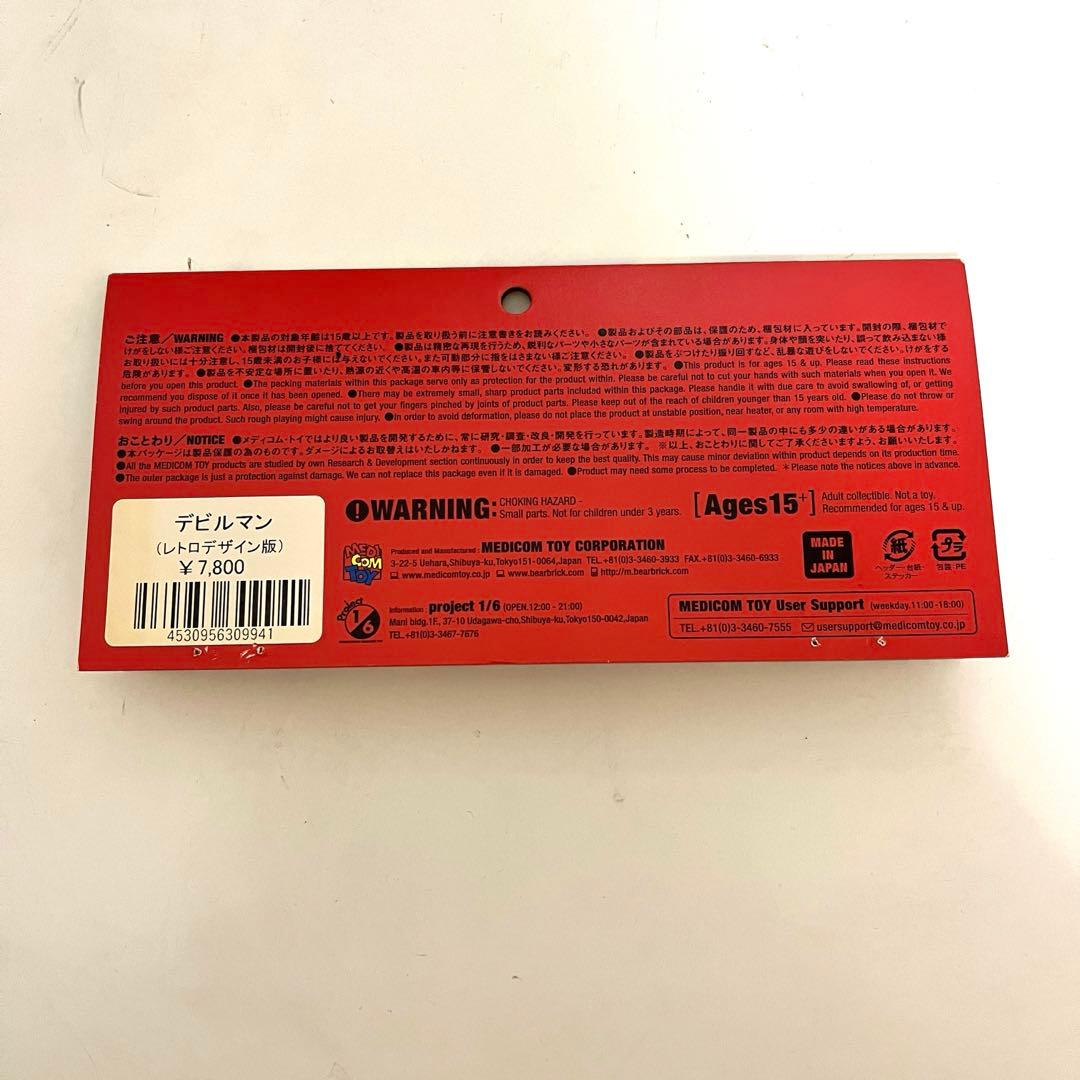 ご注意／WARNING ●本製品の対象年齢は15歳以上です。製品を取り扱う前に注意書きをお読みください。 ●製品およびその部品は、保護のため、梱包材に入っています。開封の際、梱包材で
けがをしない様ご注意ください。梱包材は開封後に捨ててください。 ●製品は精密な再現を行うため、鋭利なパーツや小さなパーツが含まれている場合があります。身体や顔を突いたり、誤って飲み込まない様
お取り扱いには十分注意し、15歳未満のお子様には与えないでください。また可動部分に指をはさまない様ご注意ください。 ●製品をぶつけたり振り回すなど、乱暴な遊びをしないでください。けがをする
危険があります。 ●製品を不安定な場所に置いたり、熱源の近くや高温の車内等に保管しないでください。変形する恐れがあります。 ●This product is for ages 15 & up. Please read these instructions
before you open this product. ●The packing materials within this package serve only as protection for the product within. Please be careful not to cut your hands with such materials when you open it. We
recommend you dispose of it once it has been opened. ●There may be extremely small, sharp product parts included within this package. Please handle it with due care to avoid swallowing of, or getting
injured by such product parts. Also, please be careful not to get your fingers pinched by joints of product parts. Please keep out of the reach of children younger than 15 years old. ●Please do not throw or
swing around the product. Such rough playing might cause injury. ●In order to avoid deformation, please do not place the product at unstable position, near heater, or any room with high temperature.
おことわり／NOTICE ●メディコム・トイではより良い製品を開発するために、常に研究・調査・改良・開発を行っています。製造時期によって、同一製品の中にも多少の違いがある場合があります。
●本パッケージは製品保護の為のものです。ダメージによるお取替えはいたしかねます。 ●一部加工が必要な場合があります。 ※以上、おことわりに関してご了承くださいますよう、お願いいたします。
●All the MEDICOM TOY products are studied by own Research & Development section continuously in order to keep the best quality. This may cause minor deviation within product depends on its production time.
●The outer package is just a protection against damage. We can not replace this package even if it is damaged. ●Product may need some process to be completed. ＊Please note the notices above in advance.
デビルマン
（レトロデザイン版）
￥7,800
4530956309941
WARNING: CHOKING HAZARD -
Small parts. Not for children under 3 years.
[Ages15+] Adult collectible. Not a toy.
Recommended for ages 15 & up.
MEDI
COM
TOY
Produced and Manufactured : MEDICOM TOY CORPORATION
3-22-5 Uehara,Shibuya-ku,Tokyo151-0064,Japan TEL.+81(0)3-3460-3933 FAX.+81(0)3-3460-6933
www.medicomtoy.co.jp www.bearbrick.com http://m.bearbrick.com
MADE
IN
JAPAN
紙
ヘッダー・台紙・
ステッカー
プラ
包装:PE
Project
1/6
Information : project 1/6 (OPEN.12:00 - 21:00)
Mani bldg.1F, 37-10 Udagawa-cho,Shibuya-ku,Tokyo150-0042,Japan
TEL.+81(0)3-3467-7676
MEDICOM TOY User Support (weekday.11:00-18:00)
TEL:+81(0)3-3460-7555 usersupport@medicomtoy.co.jp